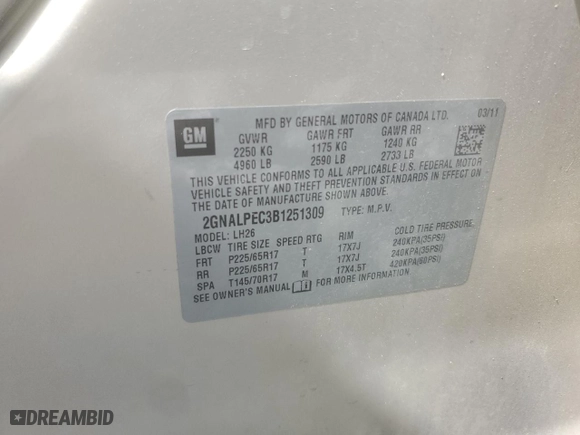 GM
MFD BY GENERAL MOTORS OF CANADA LTD. 03/11
GVWR GAWR FRT GAWR RR
2250 KG 1175 KG 1240 KG
4960 LB 2590 LB 2733 LB
THIS VEHICLE CONFORMS TO ALL APPLICABLE U.S. FEDERAL MOTOR
VEHICLE SAFETY AND THEFT PREVENTION STANDARDS IN EFFECT ON
THE DATE OF MANUFACTURE SHOWN ABOVE.
2GNALPEC3B1251309 TYPE: M.P.V.
MODEL: LH26
LBCW TIRE SIZE SPEED RTG RIM COLD TIRE PRESSURE
FRT P225/65R17 T 17X7J 240KPA(35PSI)
RR P225/65R17 T 17X7J 240KPA(35PSI)
SPA T145/70R17 M 17X4.5T 420KPA(60PSI)
SEE OWNER'S MANUAL FOR MORE INFORMATION
DREAMBID